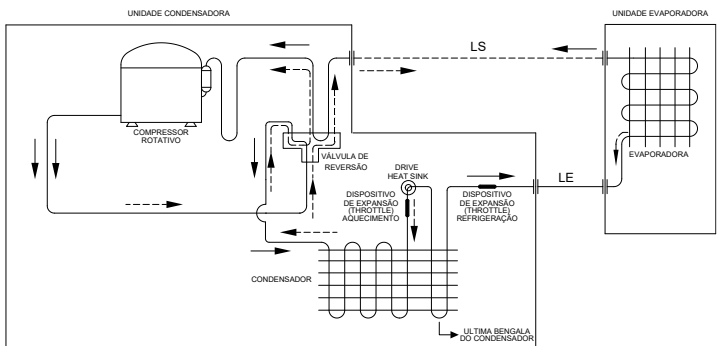 UNIDADE CONDENSADORA
UNIDADE EVAPORADORA
LS
COMPRESSOR
ROTATIVO
VÁLVULA DE
REVERSÃO
EVAPORADORA
DRIVE
HEAT SINK
LE
DISPOSITIVO
DE EXPANSÃO
(THROTTLE)
AQUECIMENTO
DISPOSITIVO
DE EXPANSÃO
(THROTTLE)
REFRIGERAÇÃO
CONDENSADOR
ULTIMA BENGALA
DO CONDENSADOR